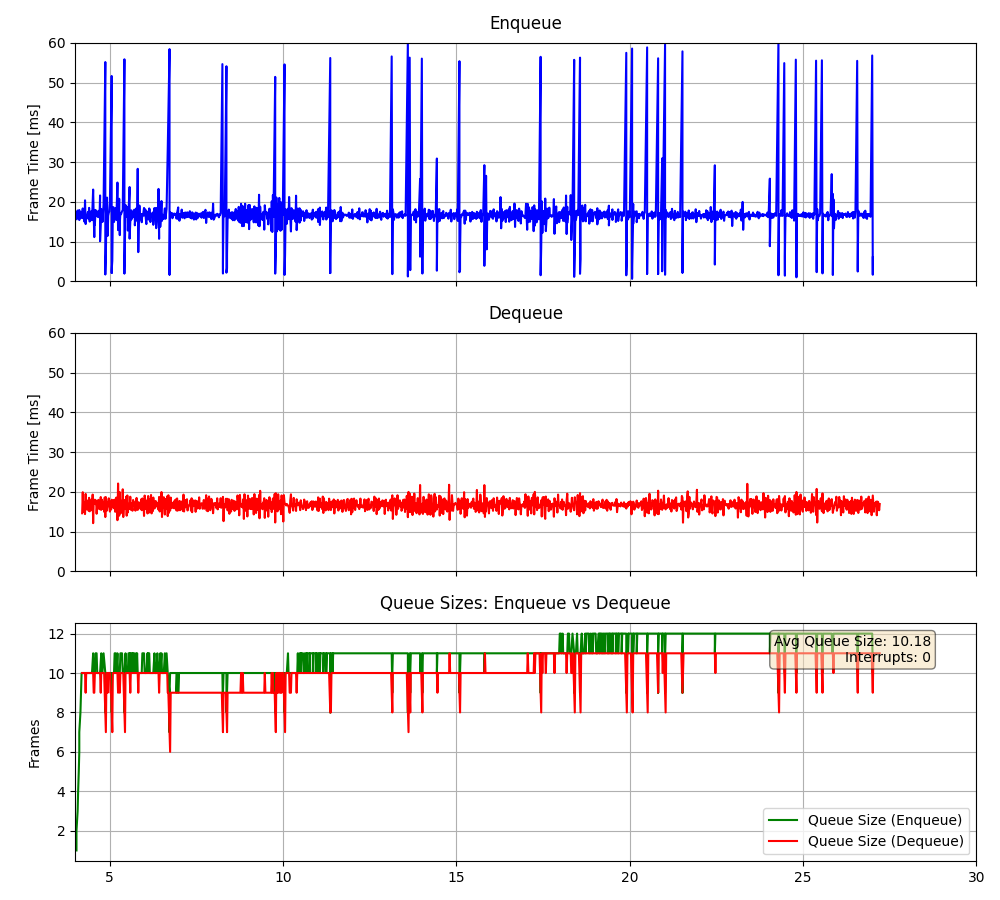 Enqueue
60
50
40
30
20
10
0
Frame Time [ms]
Dequeue
60
50
40
30
20
10
0
Frame Time [ms]
Queue Sizes: Enqueue vs Dequeue
12
10
8
6
4
2
Frames
Avg Queue Size: 10.18
Interrupts: 0
Queue Size (Enqueue)
Queue Size (Dequeue)
5 10 15 20 25 30